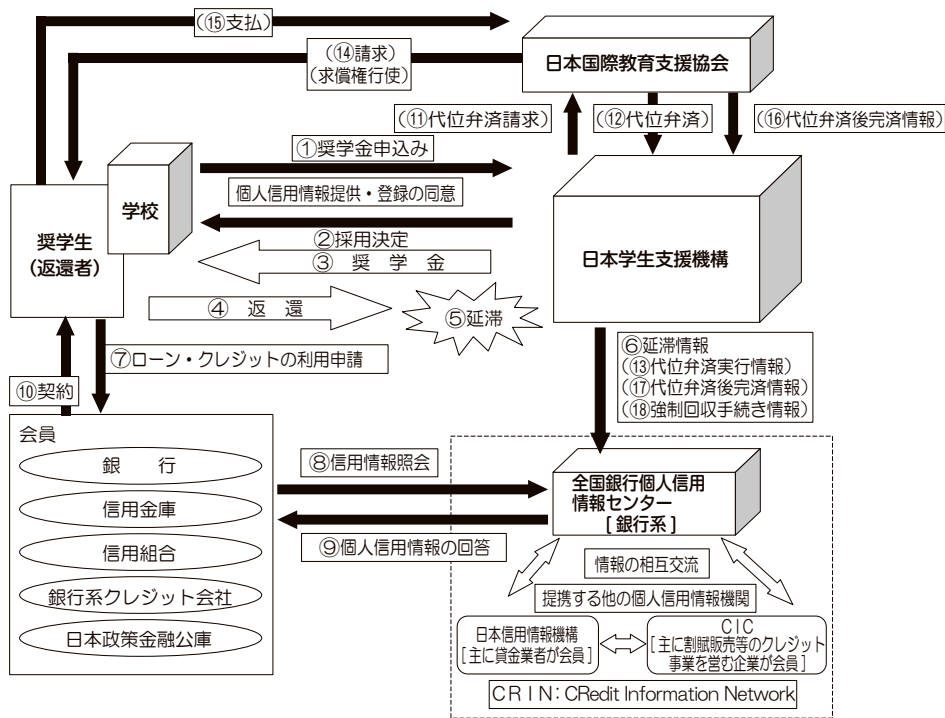 (⑮支払)
(⑭請求)
(求償権行使)
日本国際教育支援協会
(⑪代位弁済請求)
(⑫代位弁済)
(⑯代位弁済後完済情報)
①奨学金申込み
個人信用情報提供・登録の同意
学校
奨学生
(返還者)
②採用決定
③ 奨 学 金
日本学生支援機構
④ 返 還
⑤延滞
⑥延滞情報
(⑬代位弁済実行情報)
(⑰代位弁済後完済情報)
(⑱強制回収手続き情報)
⑦ローン・クレジットの利用申請
⑩契約
会員
銀 行
信用金庫
信用組合
銀行系クレジット会社
日本政策金融公庫
⑧信用情報照会
⑨個人信用情報の回答
全国銀行個人信用
情報センター
[銀行系]
情報の相互交流
提携する他の個人信用情報機関
日本信用情報機構
[主に貸金業者が会員]
CIC
[主に割賦販売等のクレジット
事業を営む企業が会員]
CRIN:CRedit Information Network